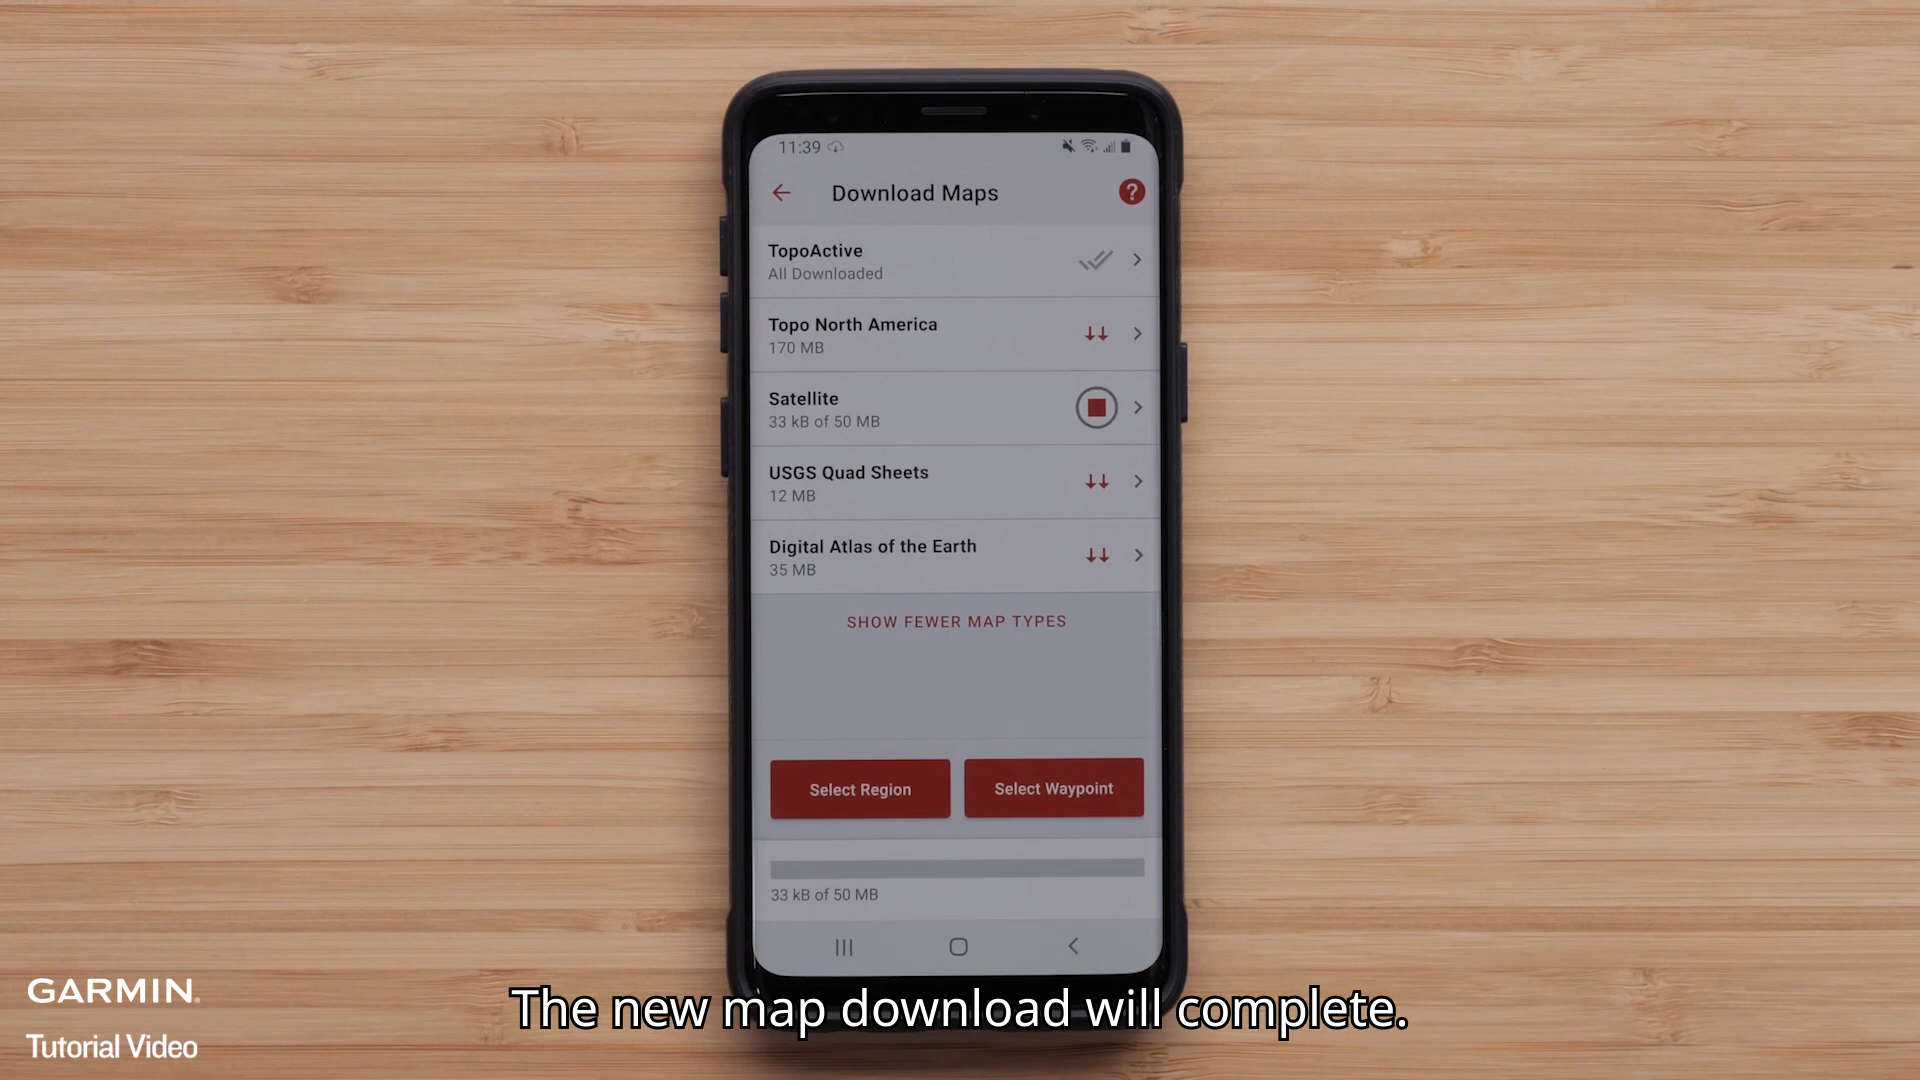 11:39
Download Maps
?
TopoActive
All Downloaded
Topo North America
170 MB
Satellite
33 kB of 50 MB
USGS Quad Sheets
12 MB
Digital Atlas of the Earth
35 MB
SHOW FEWER MAP TYPES
Select Region
Select Waypoint
33 kB of 50 MB
GARMIN
Tutorial Video
The new map download will complete.